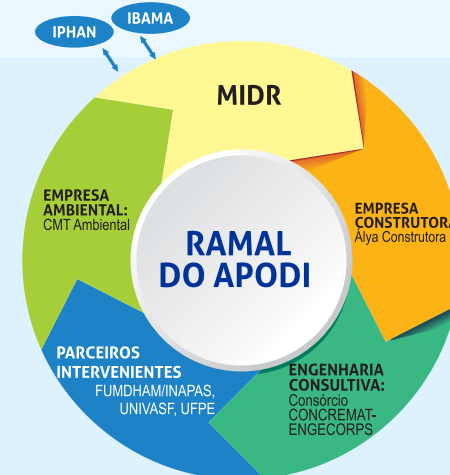 IPHAN
IBAMA
MIDR
EMPRESA
AMBIENTAL:
CMT Ambiental
EMPRESA
CONSTRUTORA
Álya Construtora
RAMAL
DO APODI
PARCEIROS
INTERVENIENTES
FUMDHAM/INAPAS,
UNIVASF, UFPE
ENGENHARIA
CONSULTIVA:
Consórcio
CONCREMAT-
ENGECORPS